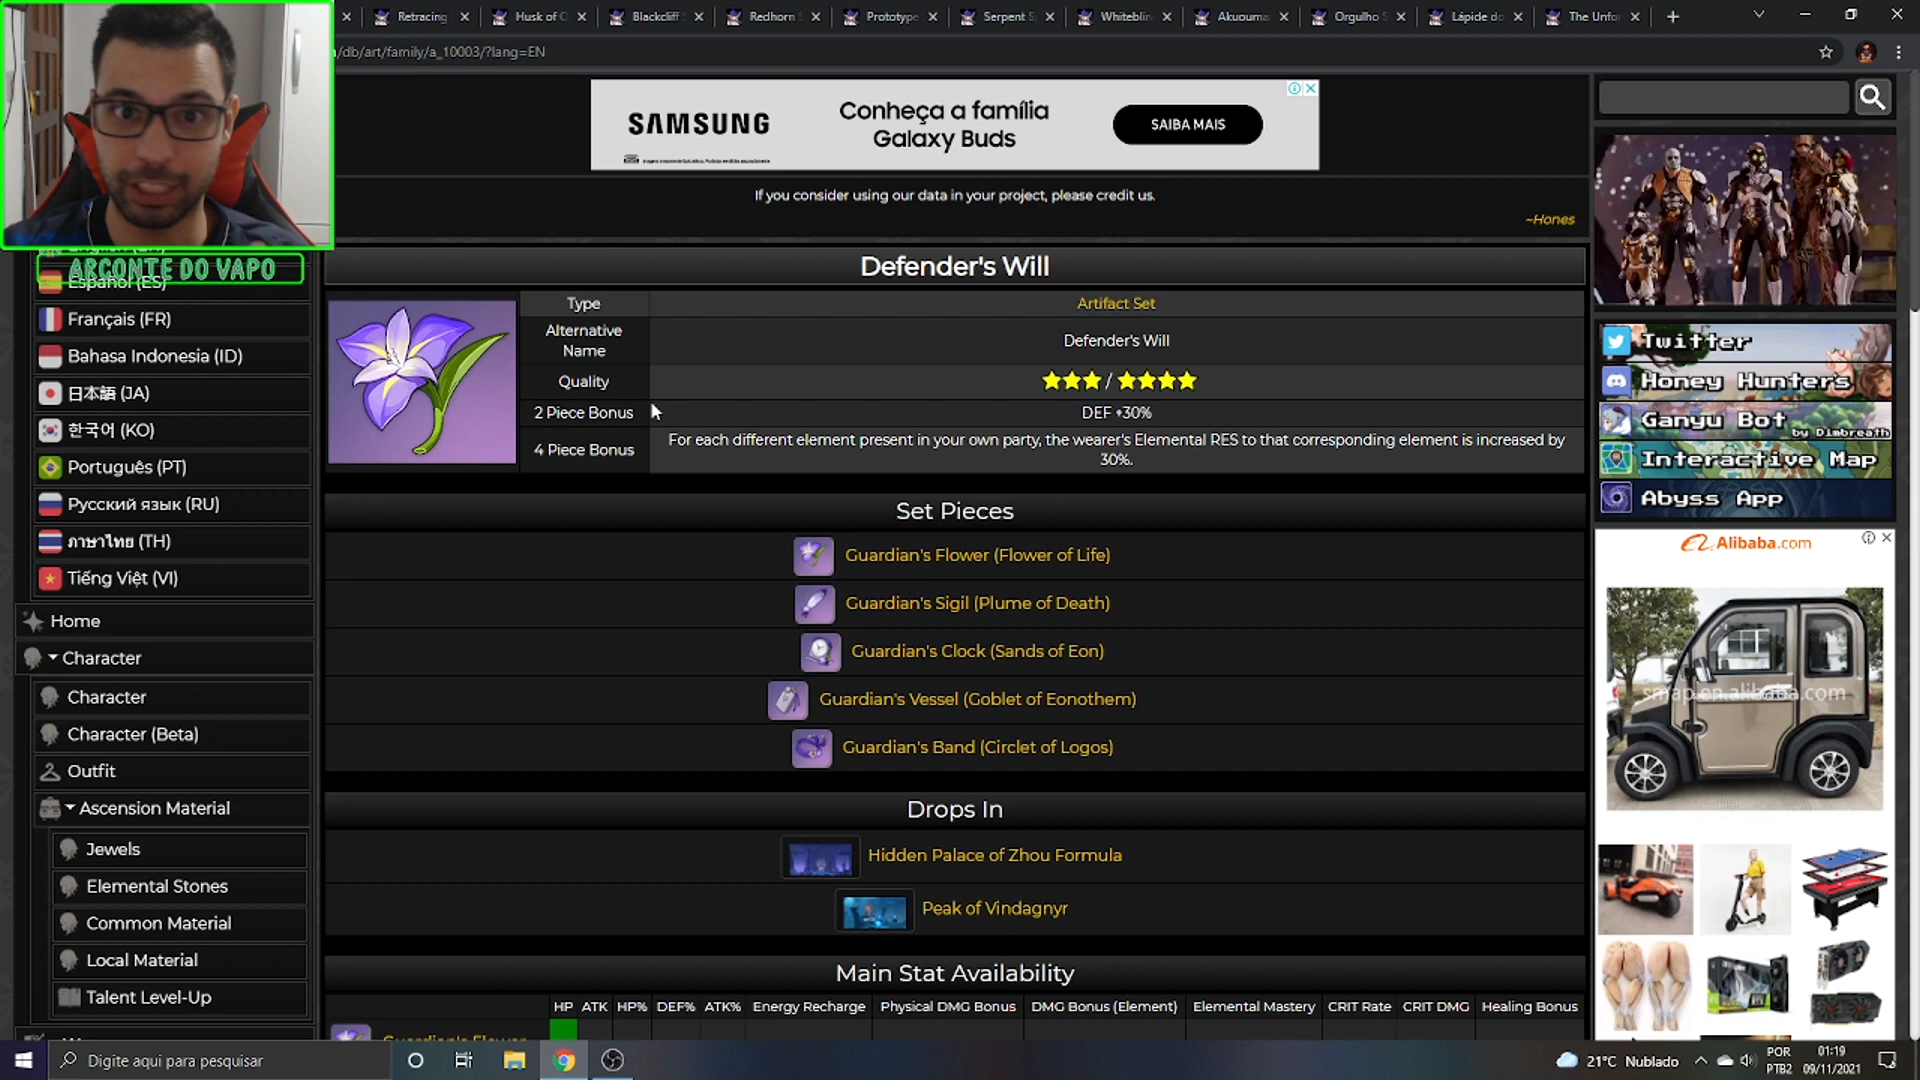 Retracing
Husk of O
Blackcliff
Redhorn S
Prototype
Serpent S
Whiteblin
Akuouma
Orgulho
Lápide do
The Unfor
/db/art/family/a_10003/?lang=EN
SAMSUNG
Conheça a família
Galaxy Buds
SAIBA MAIS
If you consider using our data in your project, please credit us.
~Hones
ARCONTE DO VAPO
Español (ES)
Français (FR)
Bahasa Indonesia (ID)
日本語 (JA)
한국어 (KO)
Português (PT)
Русский язык (RU)
ภาษาไทย (TH)
Tiếng Việt (VI)
Home
Character
Character
Character (Beta)
Outfit
Ascension Material
Jewels
Elemental Stones
Common Material
Local Material
Talent Level-Up
Defender's Will
Type
Artifact Set
Alternative
Name
Defender's Will
Quality
/
2 Piece Bonus
DEF +30%
4 Piece Bonus
For each different element present in your own party, the wearer's Elemental RES to that corresponding element is increased by
30%.
Set Pieces
Guardian's Flower (Flower of Life)
Guardian's Sigil (Plume of Death)
Guardian's Clock (Sands of Eon)
Guardian's Vessel (Goblet of Eonothem)
Guardian's Band (Circlet of Logos)
Drops In
Hidden Palace of Zhou Formula
Peak of Vindagnyr
Main Stat Availability
HP ATK HP% DEF% ATK% Energy Recharge Physical DMG Bonus DMG Bonus (Element) Elemental Mastery CRIT Rate CRIT DMG Healing Bonus
Twitter
Honey Hunters
Ganyu Bot
by Dimbreath
Interactive Map
Abyss App
Alibaba.com
smap.en.alibaba.com
Digite aqui para pesquisar
21°C Nublado
POR
PTB2
01:19
09/11/2021